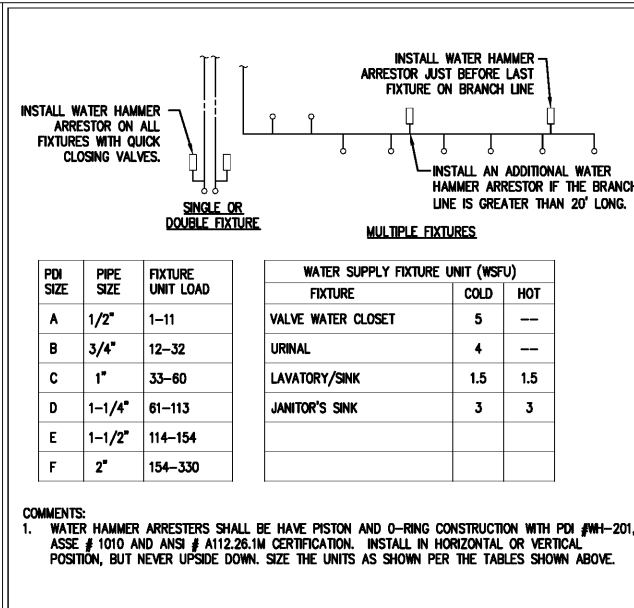 INSTALL WATER HAMMER
ARRESTOR JUST BEFORE LAST
FIXTURE ON BRANCH LINE
INSTALL WATER HAMMER
ARRESTOR ON ALL
FIXTURES WITH QUICK
CLOSING VALVES.
INSTALL AN ADDITIONAL WATER
HAMMER ARRESTOR IF THE BRANCH
LINE IS GREATER THAN 20' LONG.
SINGLE OR
DOUBLE FIXTURE
MULTIPLE FIXTURES
PDI SIZE PIPE SIZE FIXTURE UNIT LOAD
A 1/2" 1-11
B 3/4" 12-32
C 1" 33-60
D 1-1/4" 61-113
E 1-1/2" 114-154
F 2" 154-330
WATER SUPPLY FIXTURE UNIT (WSFU)
FIXTURE COLD HOT
VALVE WATER CLOSET 5 --
URINAL 4 --
LAVATORY/SINK 1.5 1.5
JANITOR'S SINK 3 3
COMMENTS:
1. WATER HAMMER ARRESTERS SHALL BE HAVE PISTON AND O-RING CONSTRUCTION WITH PDI #WH-201,
ASSE # 1010 AND ANSI # A112.26.1M CERTIFICATION. INSTALL IN HORIZONTAL OR VERTICAL
POSITION, BUT NEVER UPSIDE DOWN. SIZE THE UNITS AS SHOWN PER THE TABLES SHOWN ABOVE.